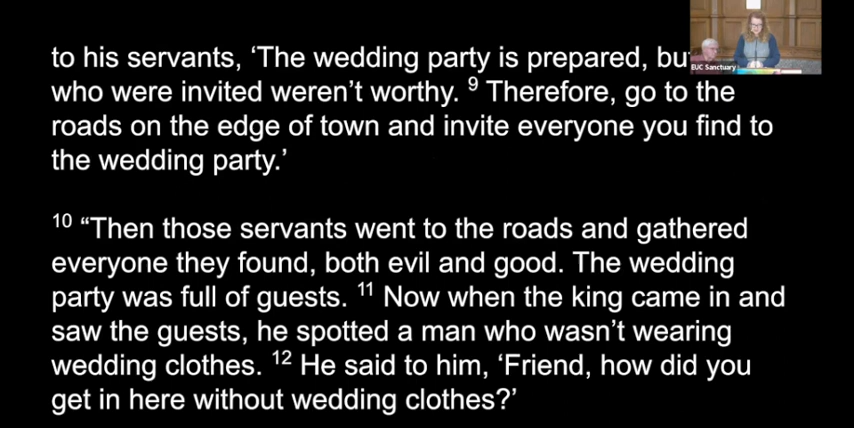 to his servants, ‘The wedding party is prepared, bu
who were invited weren’t worthy. ⁹ Therefore, go to the
roads on the edge of town and invite everyone you find to
the wedding party.’
¹⁰ “Then those servants went to the roads and gathered
everyone they found, both evil and good. The wedding
party was full of guests. ¹¹ Now when the king came in and
saw the guests, he spotted a man who wasn’t wearing
wedding clothes. ¹² He said to him, ‘Friend, how did you
get in here without wedding clothes?’
EUC Sanctuary